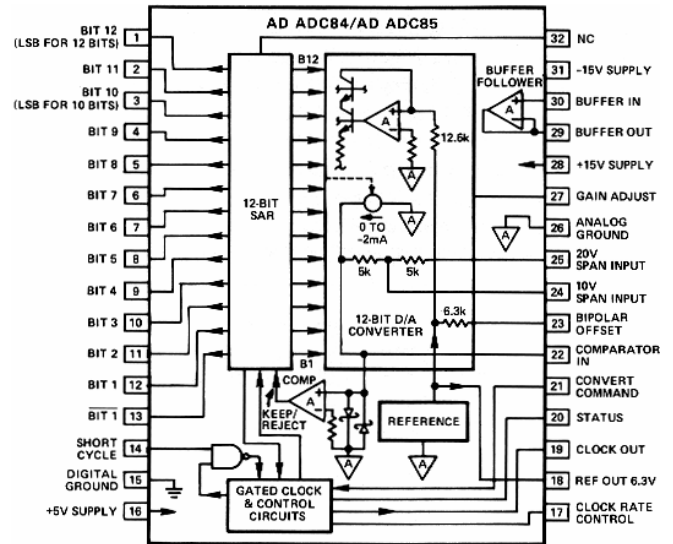 AD ADC84/AD ADC85
BIT 12
(LSB FOR 12 BITS) 1
BIT 11 2
BIT 10
(LSB FOR 10 BITS) 3
BIT 9 4
BIT 8 5
BIT 7 6
BIT 6 7
BIT 5 8
BIT 4 9
BIT 3 10
BIT 2 11
BIT 1 12
BIT 1 13
SHORT
CYCLE 14
DIGITAL
GROUND 15
+5V SUPPLY 16
12-BIT
SAR
B12
B1
KEEP/
REJECT
COMP
A
-
+
A
GATED CLOCK
& CONTROL
CIRCUITS
A
+
-
A
12.6k
0 TO
-2mA
A
5k
5k
6.3k
12-BIT D/A
CONVERTER
REFERENCE
A
BUFFER
FOLLOWER
A
+
-
A
32 NC
31 -15V SUPPLY
30 BUFFER IN
29 BUFFER OUT
28 +15V SUPPLY
27 GAIN ADJUST
26 ANALOG
GROUND
25 20V
SPAN INPUT
24 10V
SPAN INPUT
23 BIPOLAR
OFFSET
22 COMPARATOR
IN
21 CONVERT
COMMAND
20 STATUS
19 CLOCK OUT
18 REF OUT 6.3V
17 CLOCK RATE
CONTROL